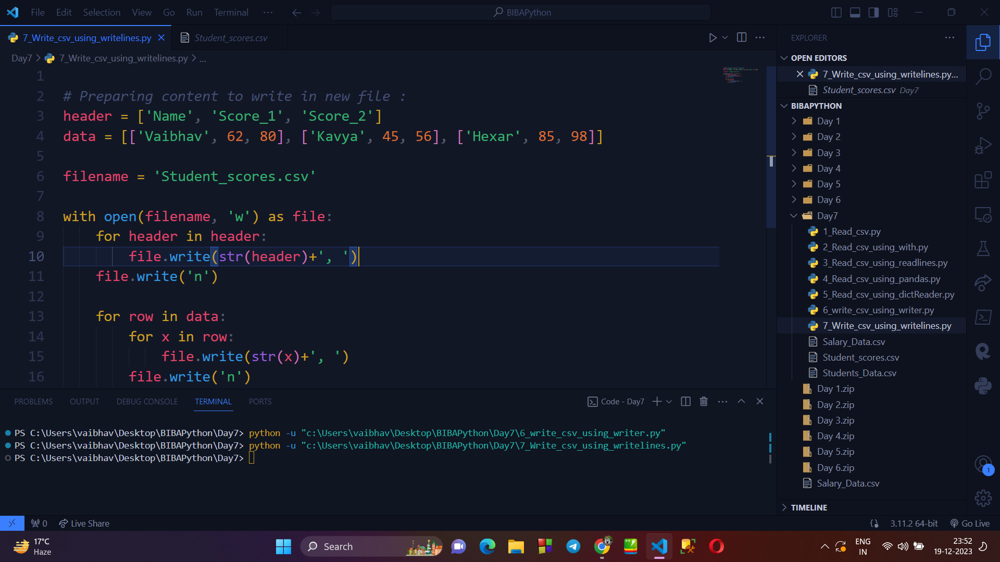 File Edit Selection View Go Run Terminal ··· BIBAPython
7_Write_csv_using_writelines.py Student_scores.csv
Day7 > 7_Write_csv_using_writelines.py > ...
1
2 # Preparing content to write in new file :
3 header = ['Name', 'Score_1', 'Score_2']
4 data = [['Vaibhav', 62, 80], ['Kavya', 45, 56], ['Hexar', 85, 98]]
5
6 filename = 'Student_scores.csv'
7
8 with open(filename, 'w') as file:
9 for header in header:
10 file.write(str(header)+', ')
11 file.write('n')
12
13 for row in data:
14 for x in row:
15 file.write(str(x)+', ')
16 file.write('n')
PROBLEMS OUTPUT DEBUG CONSOLE TERMINAL PORTS Code - Day7
PS C:\Users\vaibhav\Desktop\BIBAPython\Day7> python -u "c:\Users\vaibhav\Desktop\BIBAPython\Day7\6_write_csv_using_writer.py"
PS C:\Users\vaibhav\Desktop\BIBAPython\Day7> python -u "c:\Users\vaibhav\Desktop\BIBAPython\Day7\7_Write_csv_using_writelines.py"
PS C:\Users\vaibhav\Desktop\BIBAPython\Day7>
EXPLORER
OPEN EDITORS
7_Write_csv_using_writelines.py...
Student_scores.csv Day7
BIBAPYTHON
Day 1
Day 2
Day 3
Day 4
Day 5
Day 6
Day7
1_Read_csv.py
2_Read_csv_using_with.py
3_Read_csv_using_readlines.py
4_Read_csv_using_pandas.py
5_Read_csv_using_dictReader.py
6_write_csv_using_writer.py
7_Write_csv_using_writelines.py
Salary_Data.csv
Student_scores.csv
Students_Data.csv
Day 1.zip
Day 2.zip
Day 3.zip
Day 4.zip
Day 5.zip
Day 6.zip
Salary_Data.csv
TIMELINE
1
0 Live Share 3.11.2 64-bit Go Live
17°C
Haze
Search
ENG
IN
23:52
19-12-2023